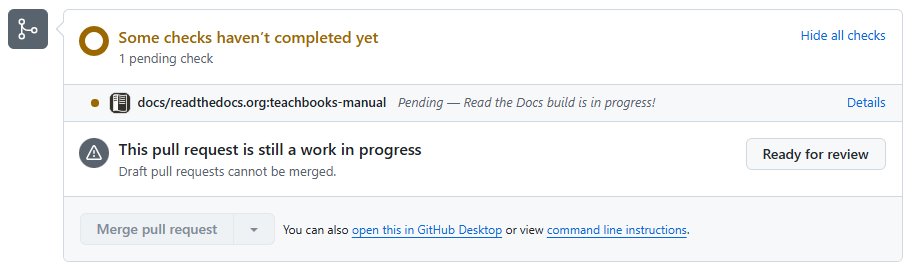 Some checks haven’t completed yet
Hide all checks
1 pending check
docs/readthedocs.org:teachbooks-manual Pending — Read the Docs build is in progress! Details
This pull request is still a work in progress
Ready for review
Draft pull requests cannot be merged.
Merge pull request You can also open this in GitHub Desktop or view command line instructions.